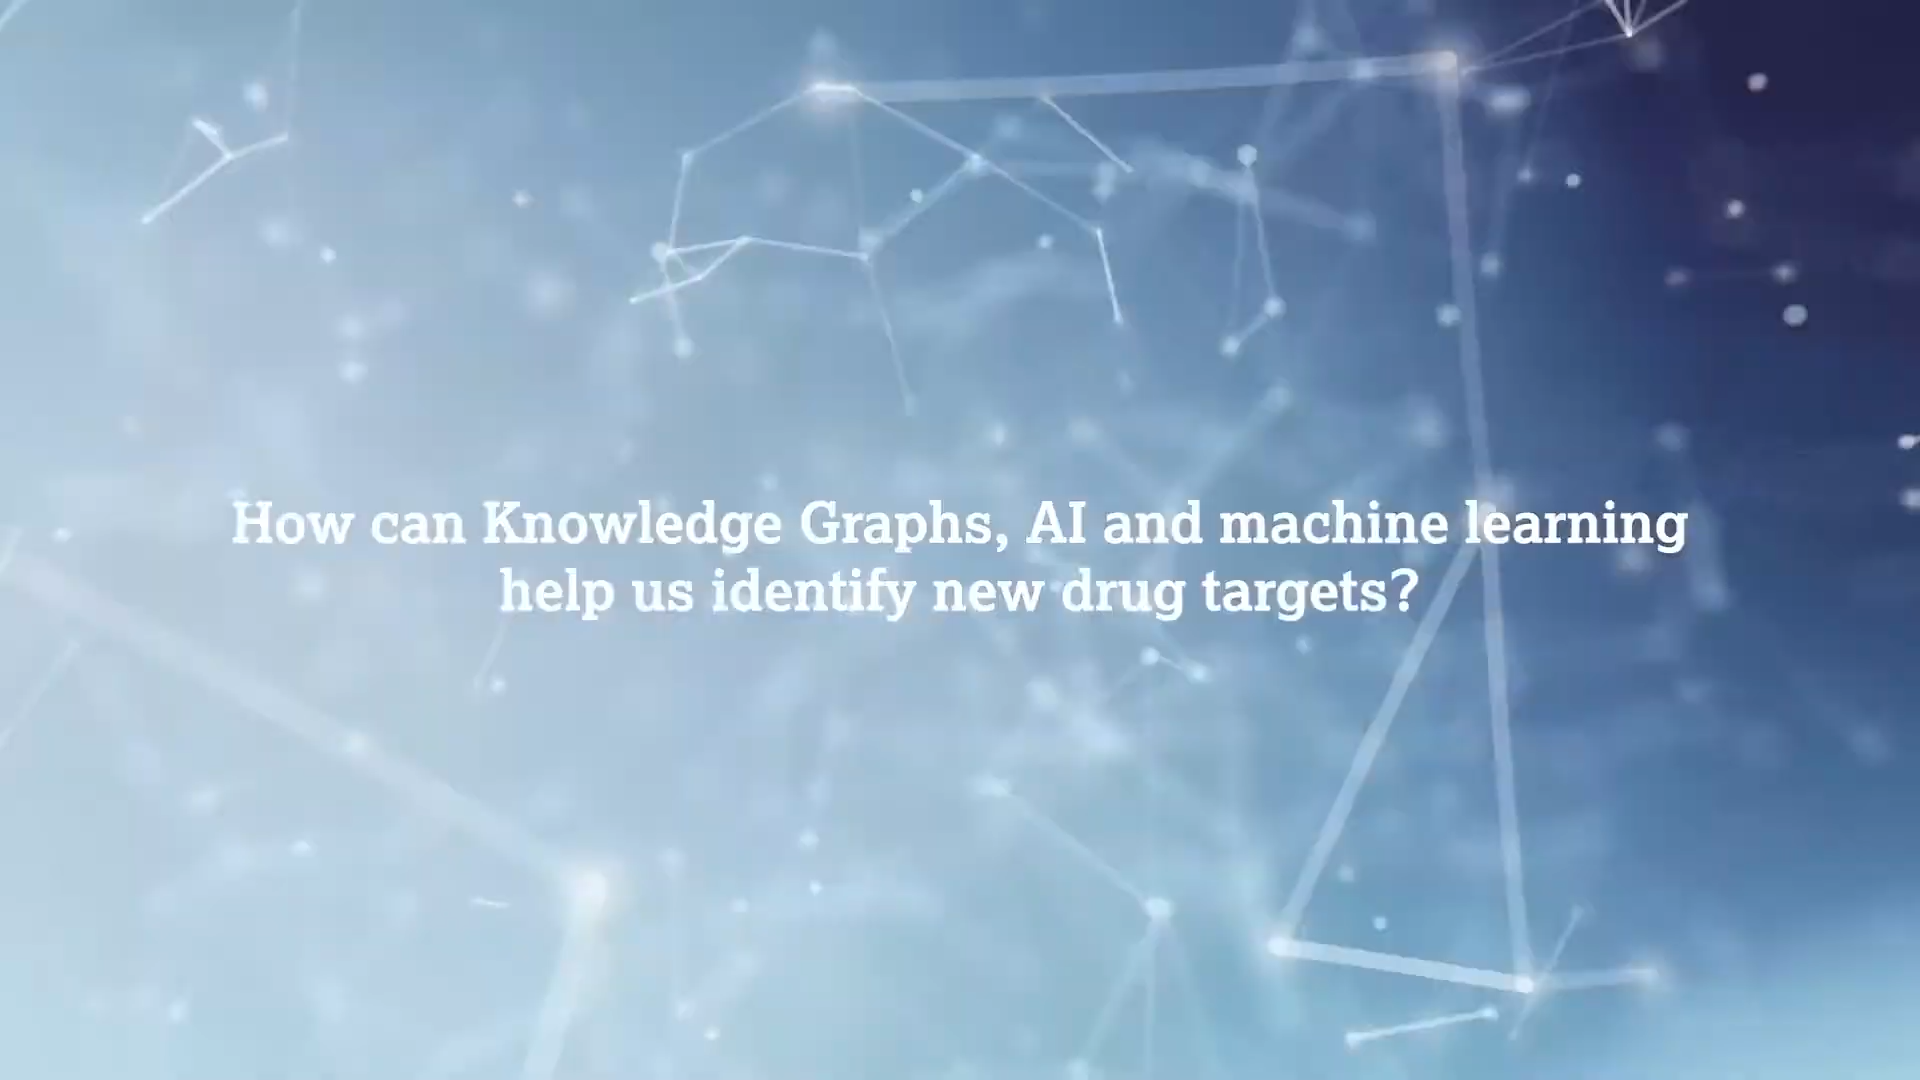 How can Knowledge Graphs, AI and machine learning
help us identify new drug targets?